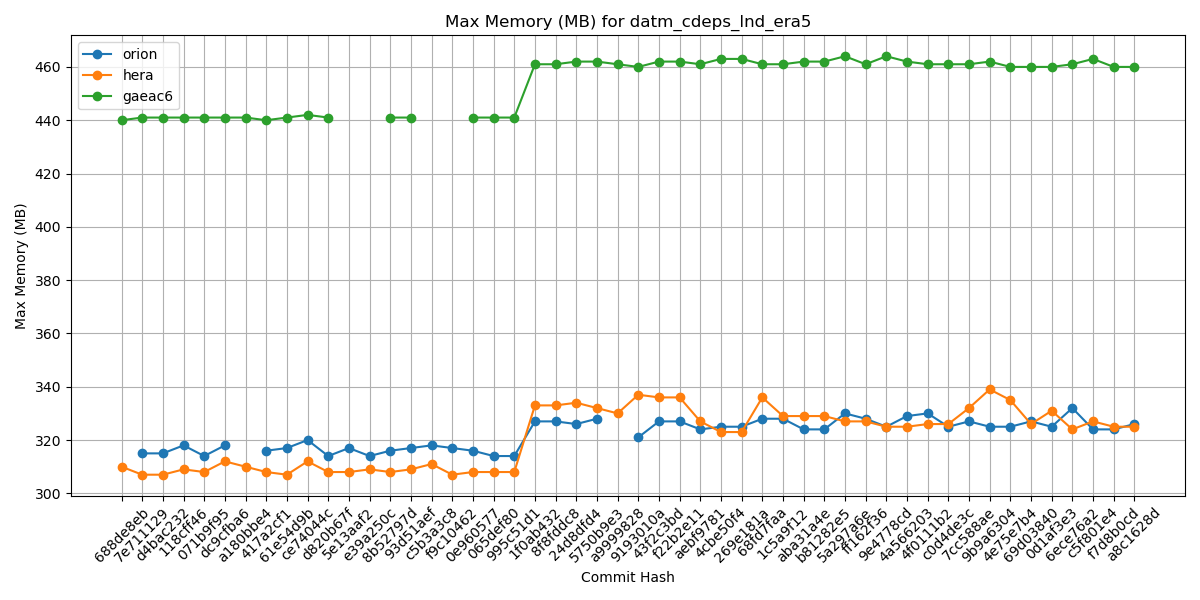 Max Memory (MB) for datm_cdeps_lnd_era5
orion
hera
gaeac6
Max Memory (MB)
460
440
420
400
380
360
340
320
300
688de8eb
7e711129
d4bac232
118cff46
071b9f95
dc9cfba6
a180bbe4
417a2cf1
61e54d9b
ce74044c
d820b67f
5e13aaf2
e39a250c
8b52797d
93d51aef
c5b3a3c8
f9c10462
0e960577
065def80
995c51d1
1f0ab432
24d8dfd4
5750b9e3
a9999828
9193010a
43f253bd
f22b2e11
aebf9781
4cbe50f4
269e181a
68fd7faa
1c5a9f12
aba31a4e
b81282e5
5a297a6e
ff162f36
9e4778cd
4a566203
c0d4de3c
7cc588ae
9b9a6304
4e75e7b4
69d03840
0d1af3e3
6ece76a2
c5f801e4
f7d8b0cd
a8c1628d
Commit Hash